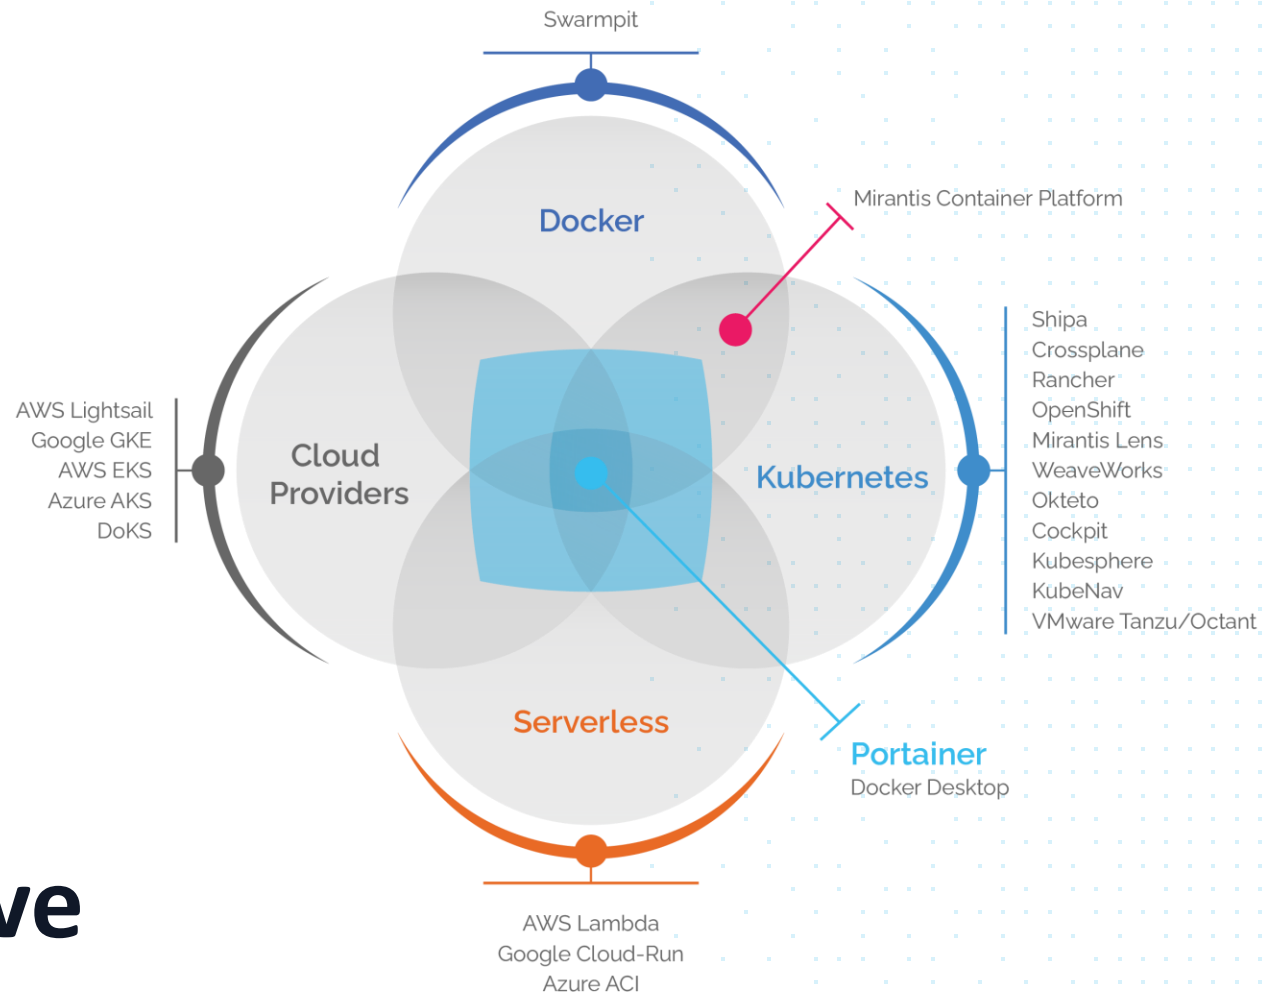 Swarmpit
Docker
Mirantis Container Platform
Cloud
Providers
Kubernetes
AWS Lightsail
Google GKE
AWS EKS
Azure AKS
DoKS
Shipa
Crossplane
Rancher
OpenShift
Mirantis Lens
WeaveWorks
Okteto
Cockpit
Kubesphere
KubeNav
VMware Tanzu/Octant
Serverless
Portainer
Docker Desktop
AWS Lambda
Google Cloud-Run
Azure ACI